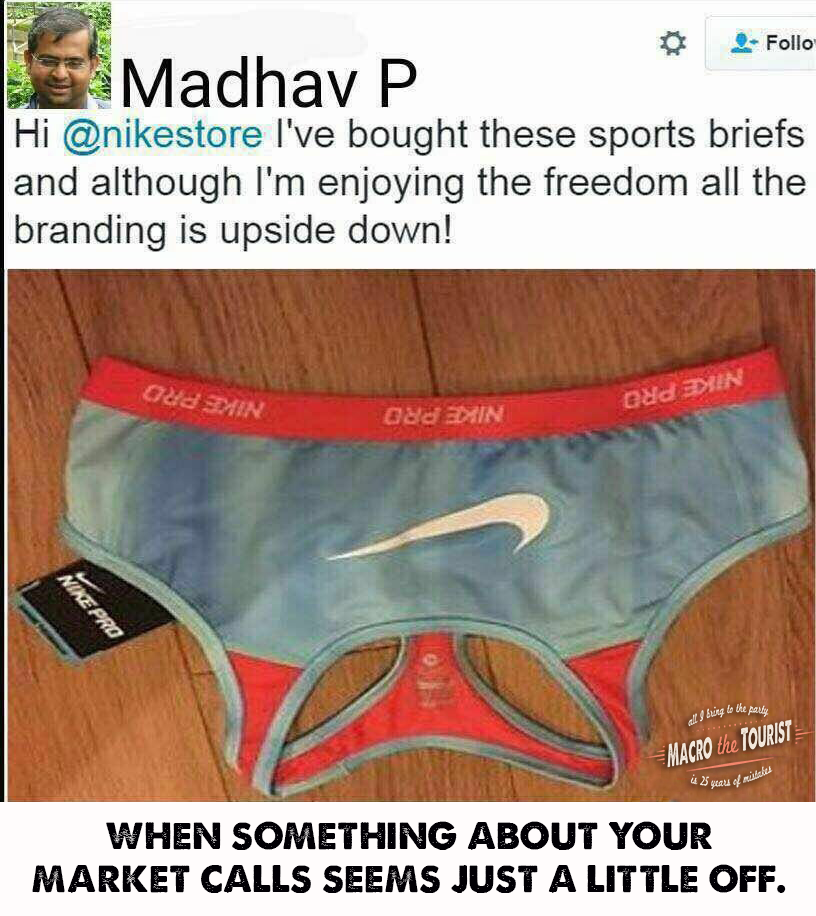 Follo
Madhav P
Hi @nikestore I've bought these sports briefs
and although I'm enjoying the freedom all the
branding is upside down!
NIKE PRO
NIKE PRO
NIKE PRO
NIKE PRO
all I bring to the party
MACRO the TOURIST
is 25 years of mistakes
WHEN SOMETHING ABOUT YOUR
MARKET CALLS SEEMS JUST A LITTLE OFF.